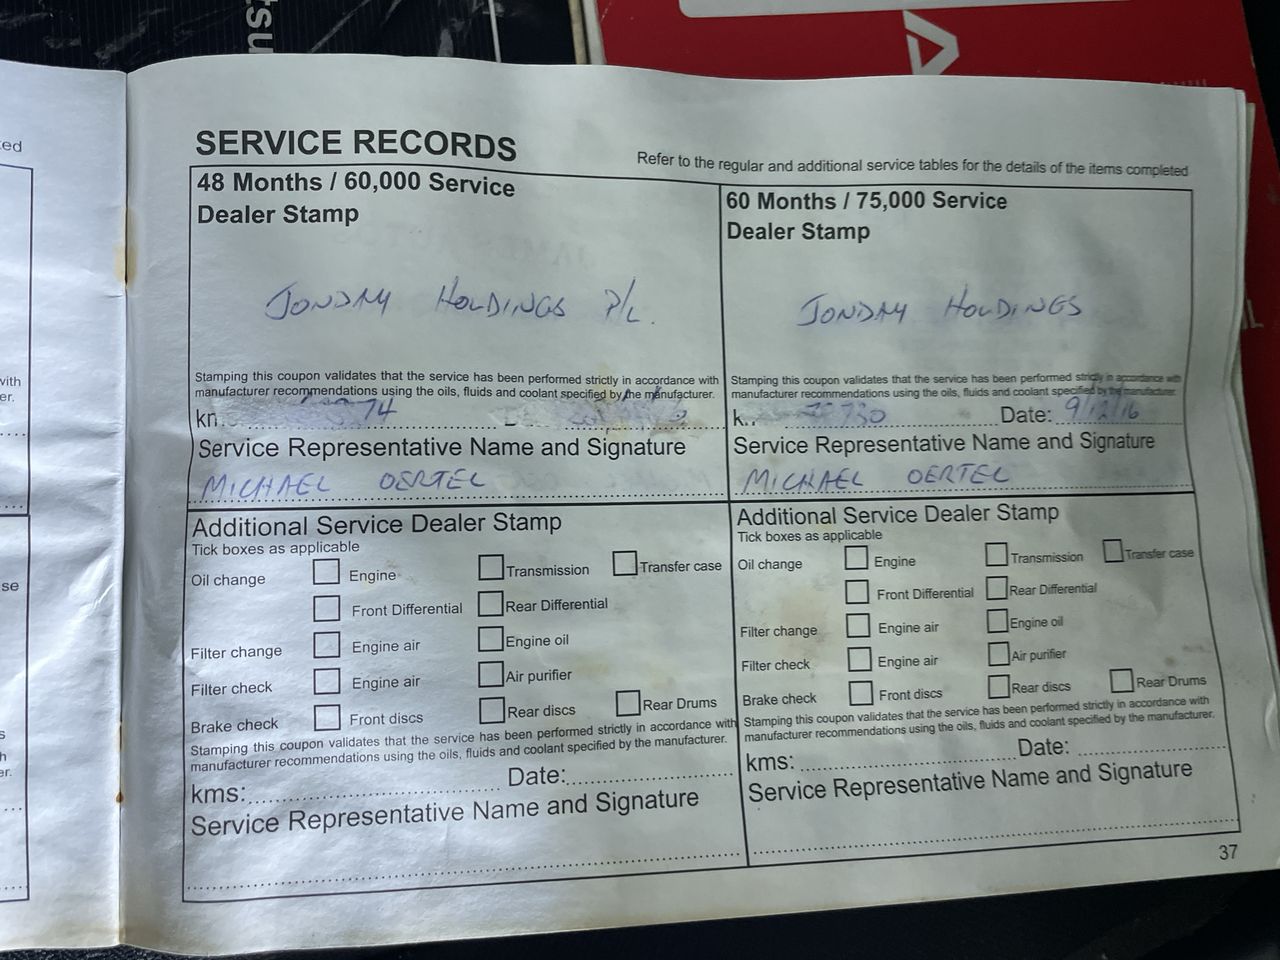 tsu
ed
SERVICE RECORDS
Refer to the regular and additional service tables for the details of the items completed
48 Months / 60,000 Service
Dealer Stamp
JONDAY HOLDINGS P/L.
Stamping this coupon validates that the service has been performed strictly in accordance with
manufacturer recommendations using the oils, fluids and coolant specified by the manufacturer.
74
Service Representative Name and Signature
MICHAEL OERTEL
Additional Service Dealer Stamp
Tick boxes as applicable
Oil change Engine Transmission Transfer case
Front Differential Rear Differential
Filter change Engine air Engine oil
Filter check Engine air Air purifier
Brake check Front discs Rear discs Rear Drums
Stamping this coupon validates that the service has been performed strictly in accordance with
manufacturer recommendations using the oils, fluids and coolant specified by the manufacturer.
kms: Date:
Service Representative Name and Signature
60 Months / 75,000 Service
Dealer Stamp
JONDAY HOLDINGS
Stamping this coupon validates that the service has been performed strictly in accordance with
manufacturer recommendations using the oils, fluids and coolant specified by the manufacturer.
Date: 9/12/16
Service Representative Name and Signature
MICHAEL OERTEL
Additional Service Dealer Stamp
Tick boxes as applicable
Oil change Engine Transmission Transfer case
Front Differential Rear Differential
Filter change Engine air Engine oil
Filter check Engine air Air purifier
Brake check Front discs Rear discs Rear Drums
Stamping this coupon validates that the service has been performed strictly in accordance with
manufacturer recommendations using the oils, fluids and coolant specified by the manufacturer.
kms: Date:
Service Representative Name and Signature
37